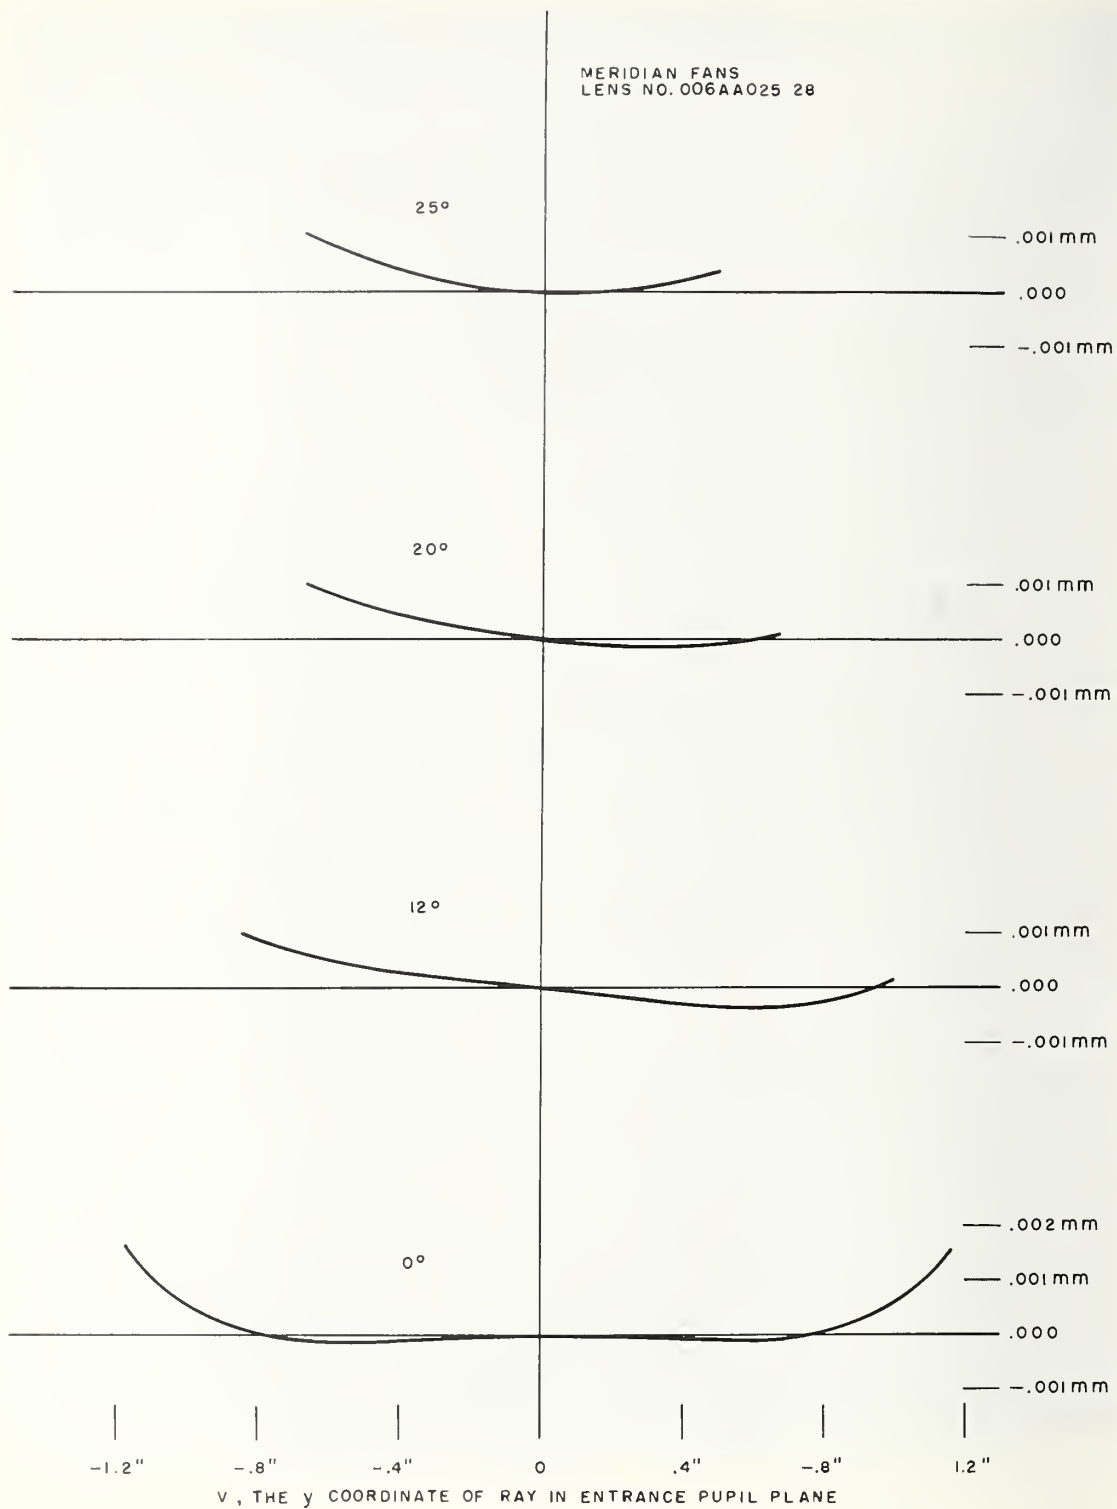 MERIDIAN FANS
LENS NO. 006AA025 28
25°
.001 mm
.000
-.001 mm
20°
.001 mm
.000
-.001 mm
12°
.001 mm
.000
-.001 mm
0°
.002 mm
.001 mm
.000
-.001 mm
-1.2" -.8" -.4" 0 .4" -.8" 1.2"
V, THE y COORDINATE OF RAY IN ENTRANCE PUPIL PLANE